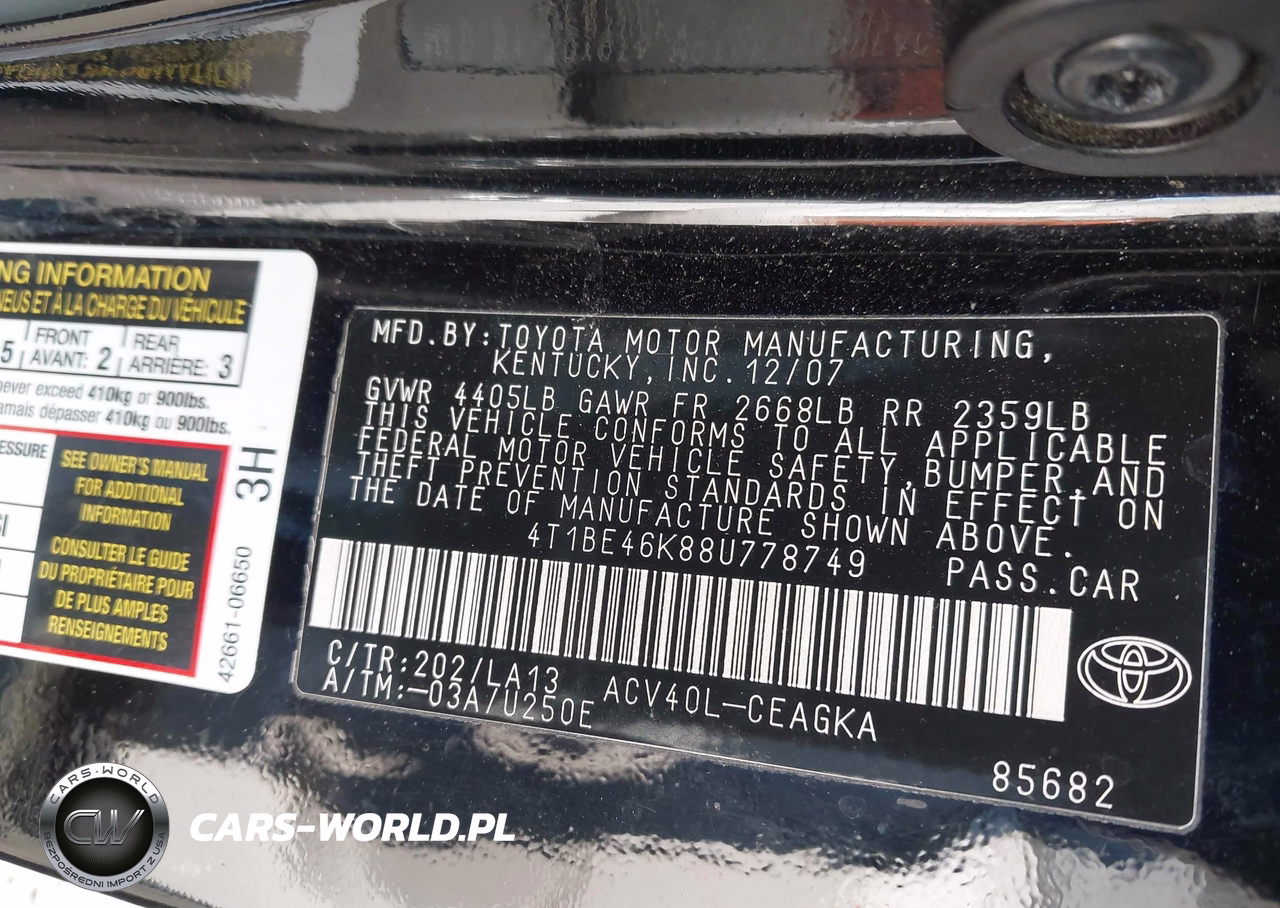 NG INFORMATION
NEUS ET À LA CHARGE DU VÉHICULE
5 FRONT AVANT: 2 REAR ARRIÈRE: 3
never exceed 410kg or 900lbs.
jamais dépasser 410kg ou 900lbs.
ESSURE
SEE OWNER'S MANUAL
FOR ADDITIONAL
INFORMATION
CONSULTER LE GUIDE
DU PROPRIÉTAIRE POUR
DE PLUS AMPLES
RENSEIGNEMENTS
3H
42661-06650
MFD.BY:TOYOTA MOTOR MANUFACTURING,
KENTUCKY,INC.12/07
GVWR 4405LB GAWR FR 2668LB RR 2359LB
THIS VEHICLE CONFORMS TO ALL APPLICABLE
FEDERAL MOTOR VEHICLE SAFETY,BUMPER,AND
THEFT PREVENTION STANDARDS IN EFFECT ON
THE DATE OF MANUFACTURE SHOWN ABOVE.
4T1BE46K88U778749 PASS.CAR
C/TR:202/LA13
A/TM:-03A/U250E ACV40L-CEAGKA
85682
CARS-WORLD
CW
BEZPOŚREDNI IMPORT Z USA
CARS-WORLD.PL